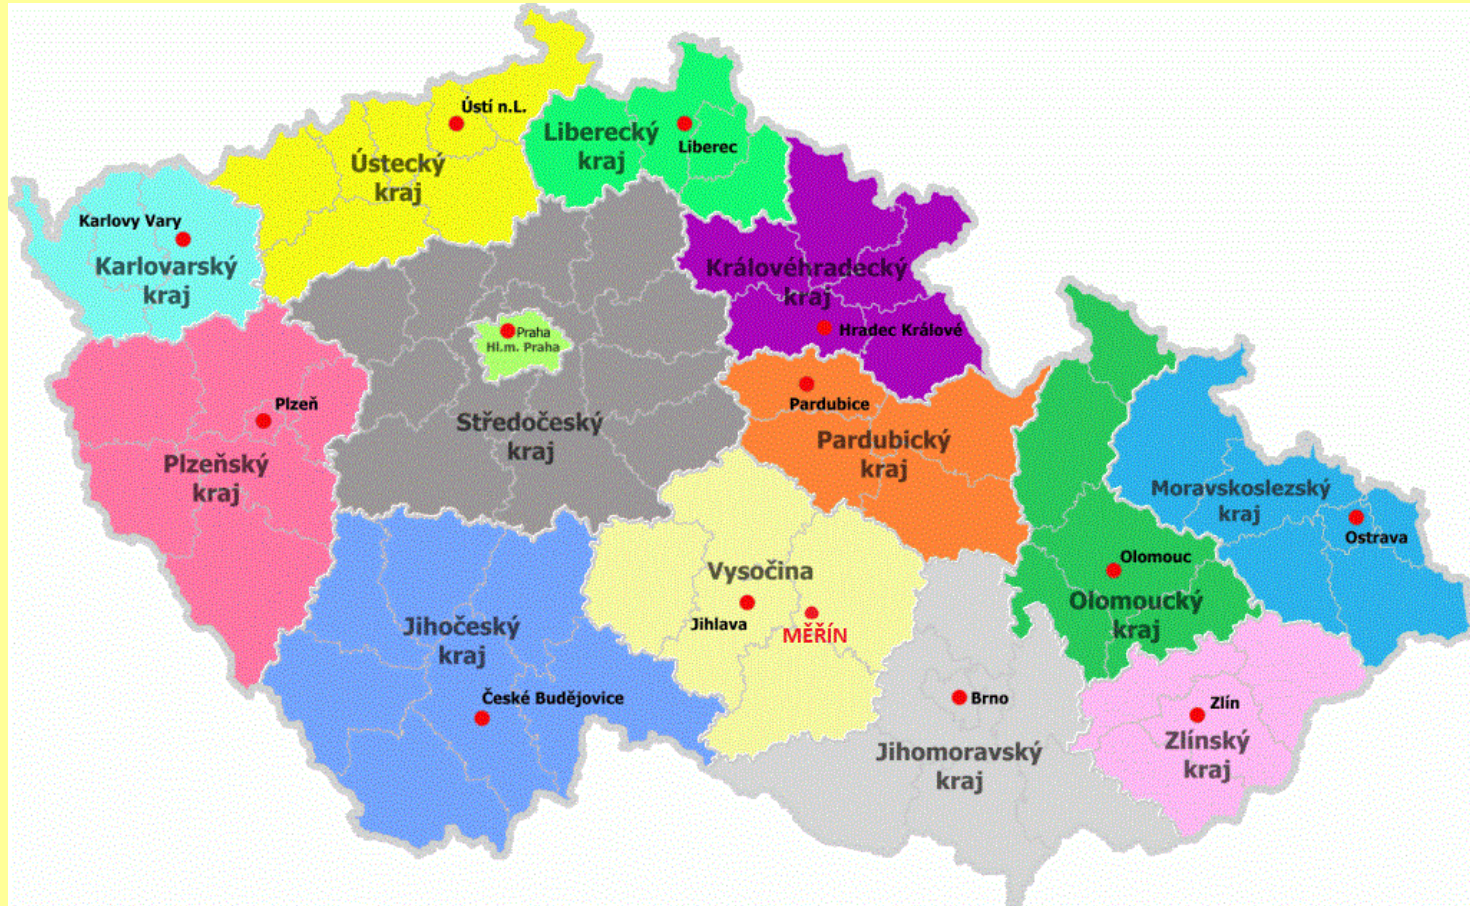 Ústí n.L.
Liberecký
kraj
Liberec
Ústecký
kraj
Karlovy Vary
Karlovarský
kraj
Královéhradecký
kraj
Hradec Králové
Praha
Hl.m. Praha
Plzeň
Plzeňský
kraj
Středočeský
kraj
Pardubice
Pardubický
kraj
Moravskoslezský
kraj
Ostrava
Olomouc
Olomoucký
kraj
Vysočina
Jihlava
MĚŘÍN
Jihočeský
kraj
České Budějovice
Brno
Jihomoravský
kraj
Zlín
Zlínský
kraj